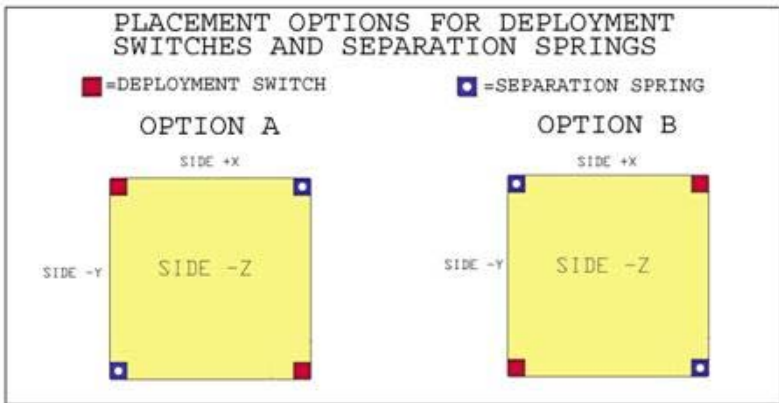 PLACEMENT OPTIONS FOR DEPLOYMENT
SWITCHES AND SEPARATION SPRINGS
=DEPLOYMENT SWITCH
=SEPARATION SPRING
OPTION A
OPTION B
SIDE +X
SIDE +X
SIDE -Y
SIDE -Z
SIDE -Y
SIDE -Z